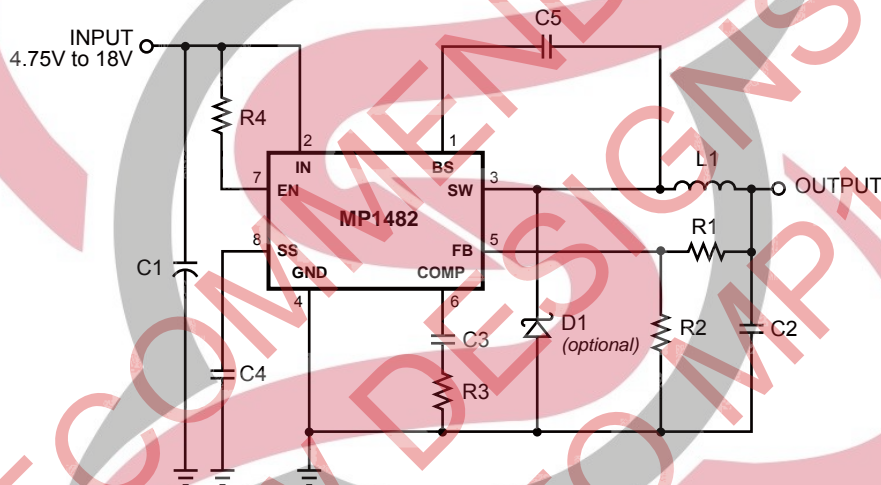 C5
INPUT
4.75V to 18V
R4
2
1
IN
BS
L1
7
EN
SW
3
OUTPUT
MP1482
R1
8
SS
FB
5
C1
GND
COMP
4
6
D1
(optional)
R2
C2
C3
C4
R3